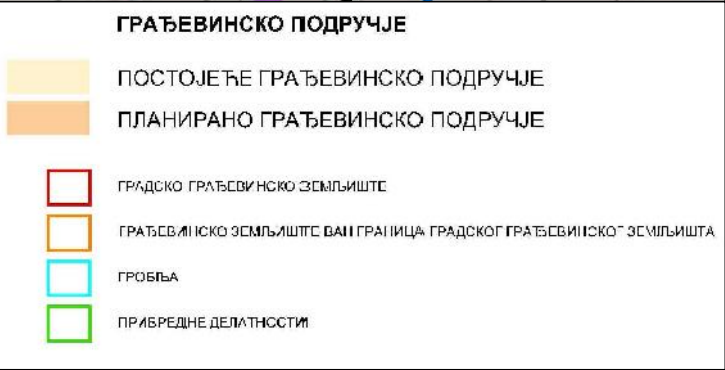 ГРАЂЕВИНСКО ПОДРУЧЈЕ
ПОСТОЈЕЋЕ ГРАЂЕВИНСКО ПОДРУЧЈЕ
ПЛАНИРАНО ГРАЂЕВИНСКО ПОДРУЧЈЕ
ГРАДСКО ГРАЂЕВИНСКО ЗЕМЉИШТЕ
ГРАЂЕВИНСКО ЗЕМЉИШТЕ ВАН ГРАНИЦА ГРАДСКОГ ГРАЂЕВИНСКОГ ЗЕМЉИШТА
ГРОБЉА
ПРИВРЕДНЕ ДЕЛАТНОСТИ